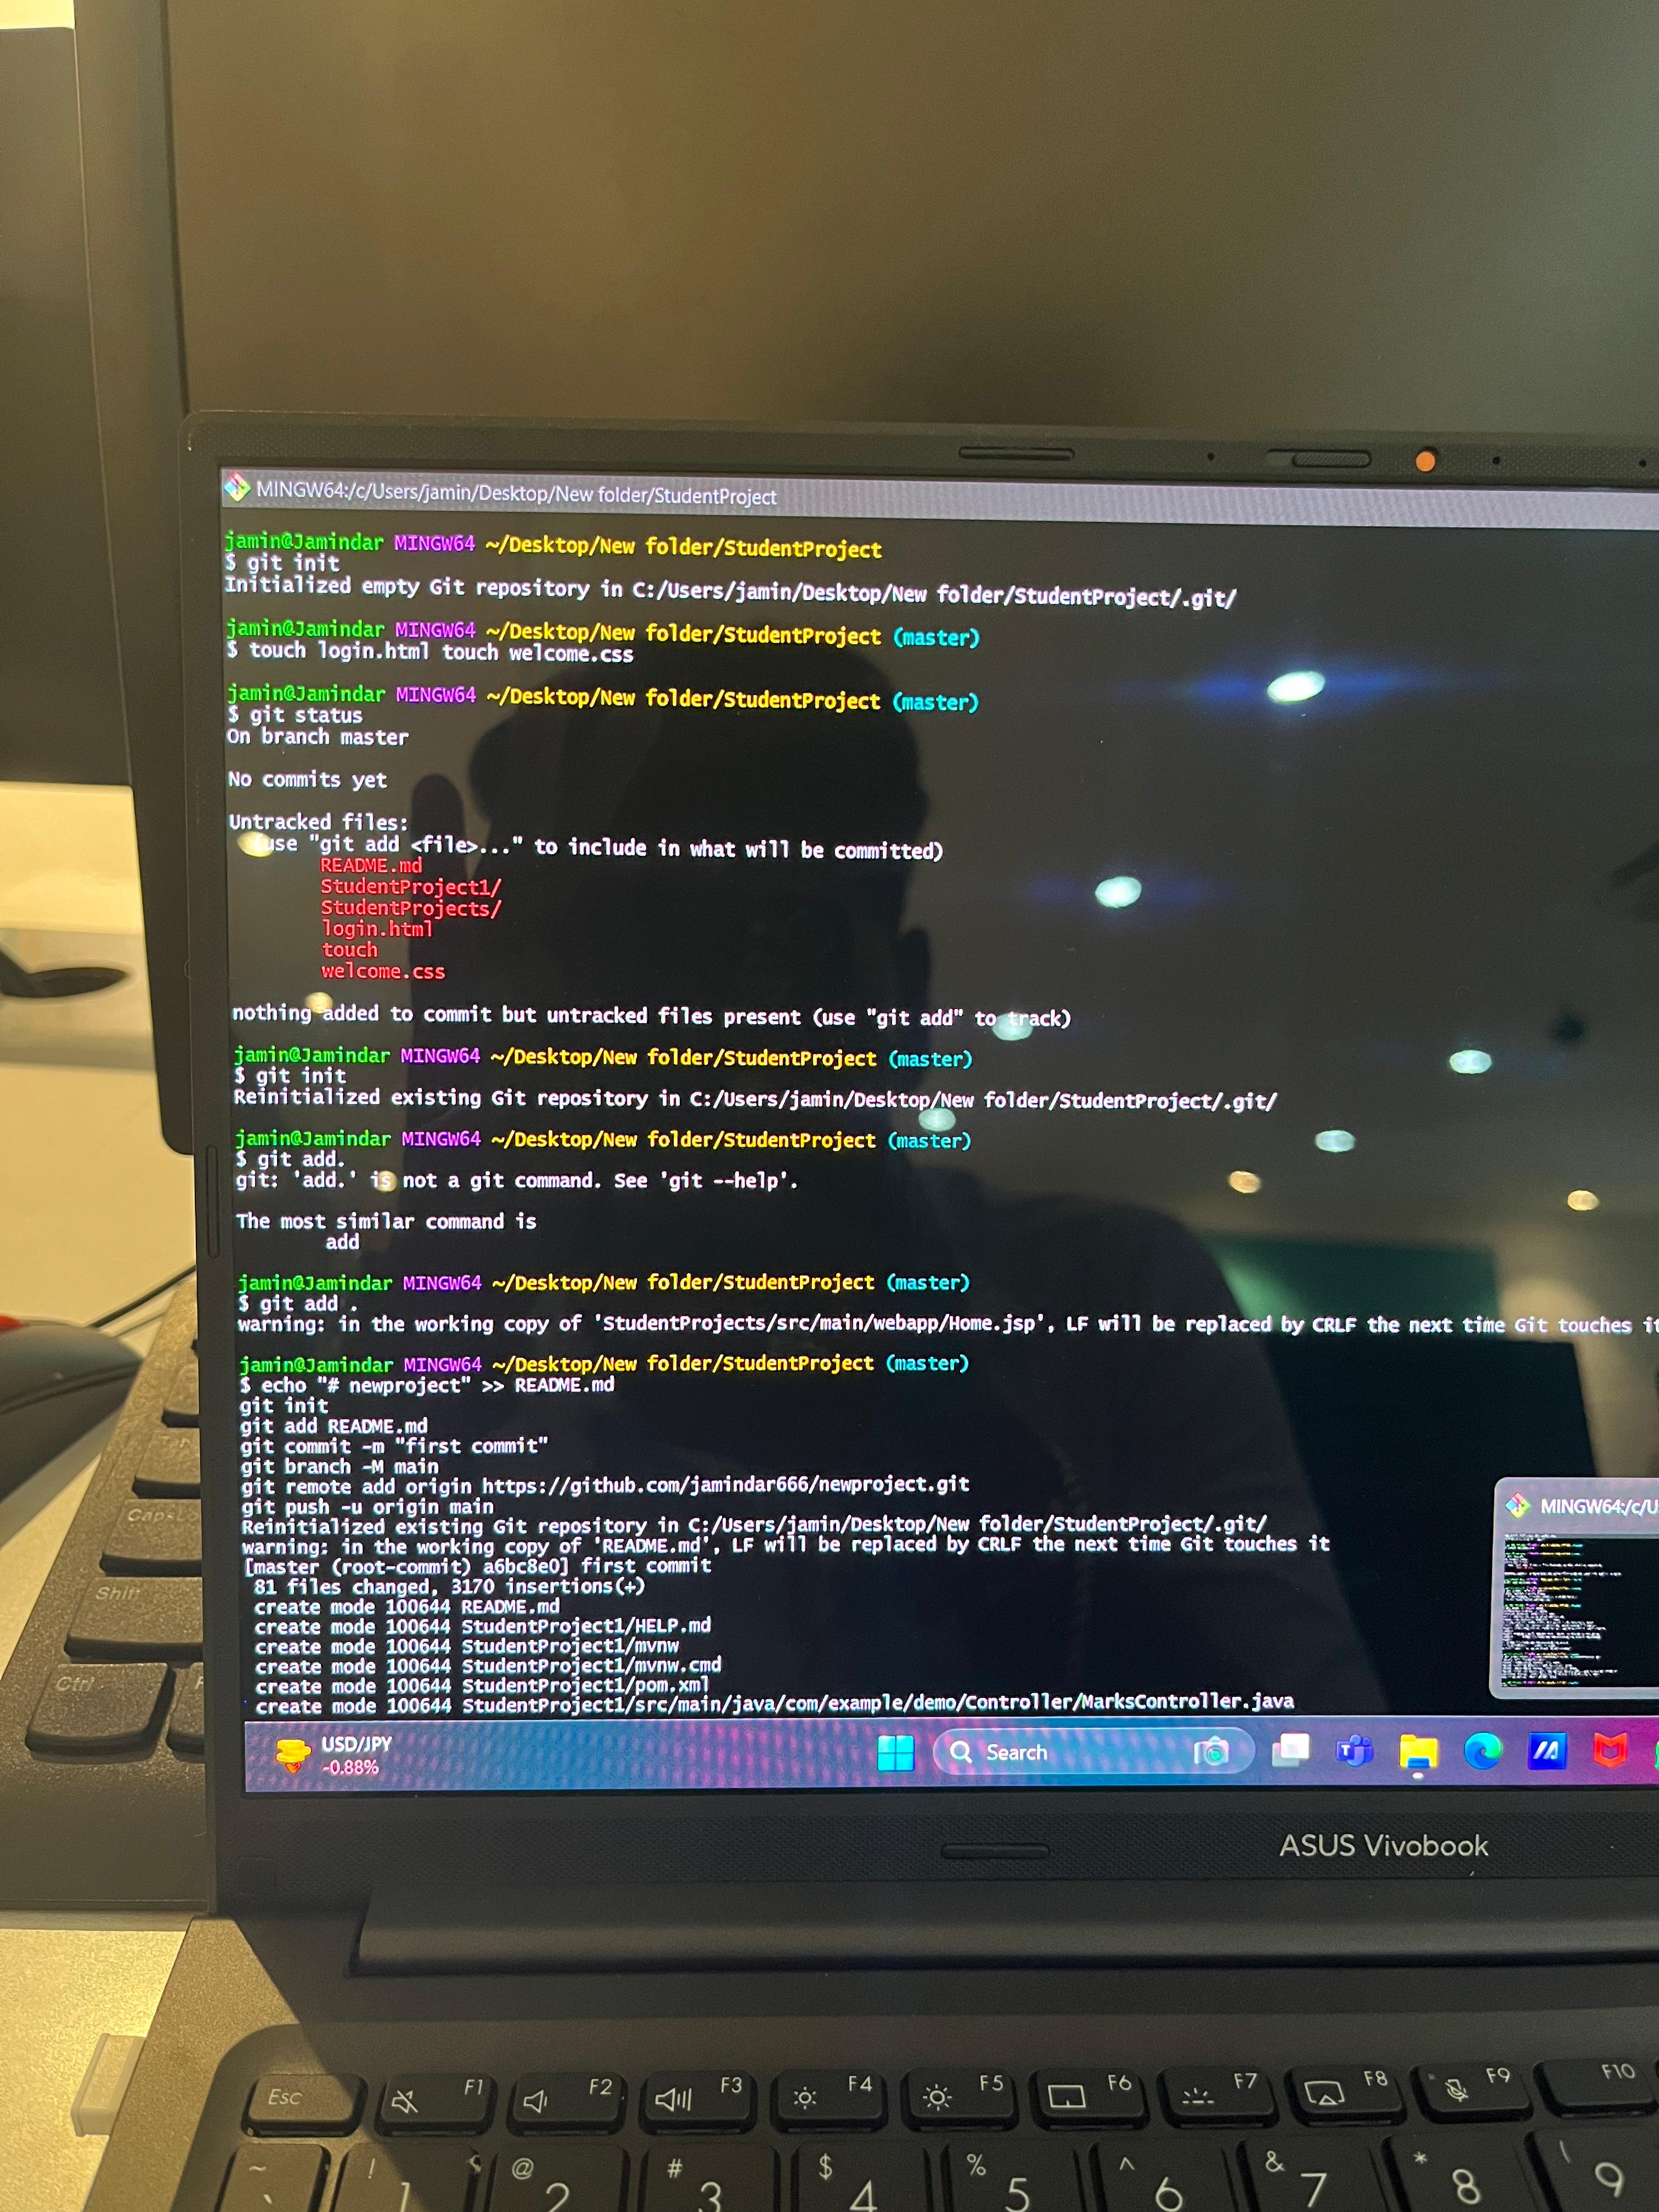 MINGW64:/c/Users/jamin/Desktop/New folder/StudentProject
jamin@Jamindar MINGW64 ~/Desktop/New folder/StudentProject
$ git init
Initialized empty Git repository in C:/Users/jamin/Desktop/New folder/StudentProject/.git/
jamin@Jamindar MINGW64 ~/Desktop/New folder/StudentProject (master)
$ touch login.html touch welcome.css
jamin@Jamindar MINGW64 ~/Desktop/New folder/StudentProject (master)
$ git status
On branch master
No commits yet
Untracked files:
(use "git add <file>..." to include in what will be committed)
README.md
StudentProject1/
StudentProjects/
login.html
touch
welcome.css
nothing added to commit but untracked files present (use "git add" to track)
jamin@Jamindar MINGW64 ~/Desktop/New folder/StudentProject (master)
$ git init
Reinitialized existing Git repository in C:/Users/jamin/Desktop/New folder/StudentProject/.git/
jamin@Jamindar MINGW64 ~/Desktop/New folder/StudentProject (master)
$ git add.
git: 'add.' is not a git command. See 'git --help'.
The most similar command is
add
jamin@Jamindar MINGW64 ~/Desktop/New folder/StudentProject (master)
$ git add .
warning: in the working copy of 'StudentProjects/src/main/webapp/Home.jsp', LF will be replaced by CRLF the next time Git touches it
jamin@Jamindar MINGW64 ~/Desktop/New folder/StudentProject (master)
$ echo "# newproject" >> README.md
git init
git add README.md
git commit -m "first commit"
git branch -M main
git remote add origin https://github.com/jamindar666/newproject.git
git push -u origin main
Reinitialized existing Git repository in C:/Users/jamin/Desktop/New folder/StudentProject/.git/
warning: in the working copy of 'README.md', LF will be replaced by CRLF the next time Git touches it
[master (root-commit) a6bc8e0] first commit
81 files changed, 3170 insertions(+)
create mode 100644 README.md
create mode 100644 StudentProject1/HELP.md
create mode 100644 StudentProject1/mvnw
create mode 100644 StudentProject1/mvnw.cmd
create mode 100644 StudentProject1/pom.xml
create mode 100644 StudentProject1/src/main/java/com/example/demo/Controller/MarksController.java
MINGW64:/c/U
USD/JPY
-0.88%
Search
ASUS Vivobook
Esc F1 F2 F3 F4 F5 F6 F7 F8 F9 F10
~ ! @ # $ % ^ & * (
` 1 2 3 4 5 6 7 8 9
Shift
Ctrl